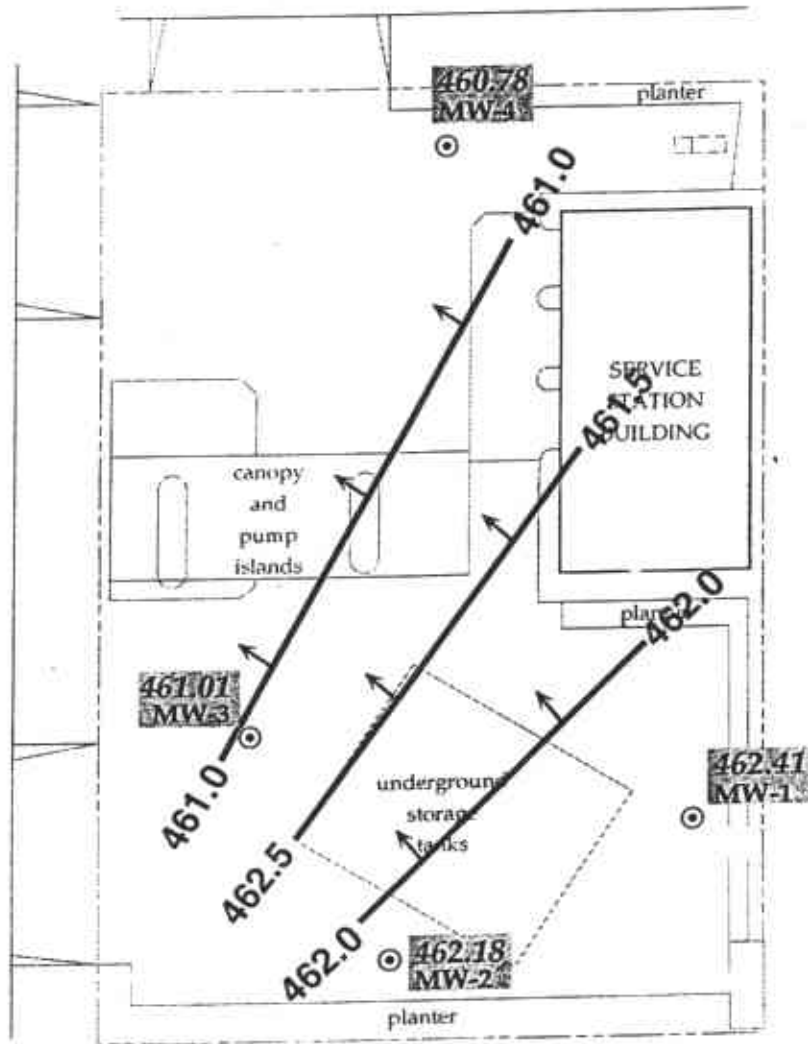 460.78
MW-4
planter
461.0
SERVICE
STATION
BUILDING
461.5
canopy
and
pump
islands
planter
462.0
461.01
MW-3
461.0
462.41
MW-1
underground
storage
tanks
462.5
462.0
462.18
MW-2
planter